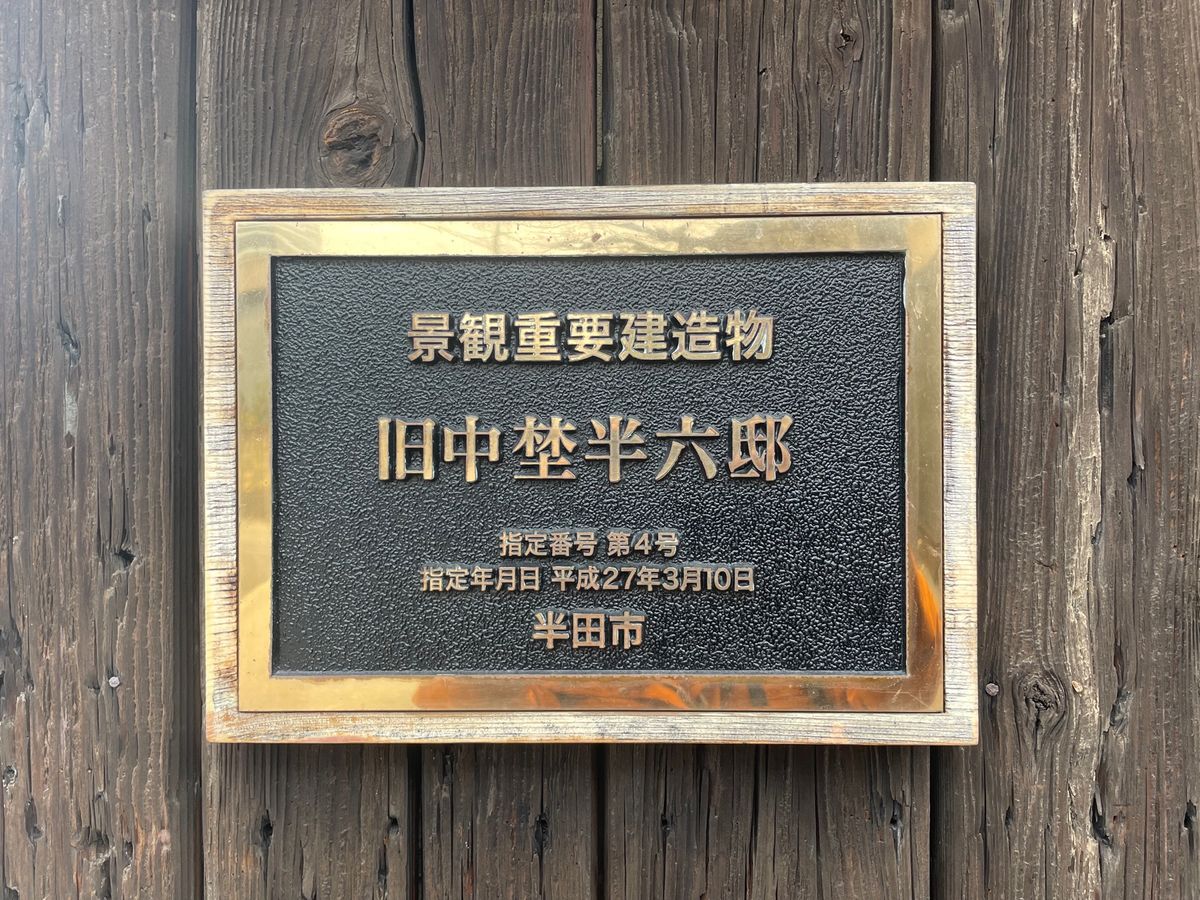 景観重要建造物
旧中埜半六邸
指定番号 第4号
指定年月日 平成27年3月10日
半田市